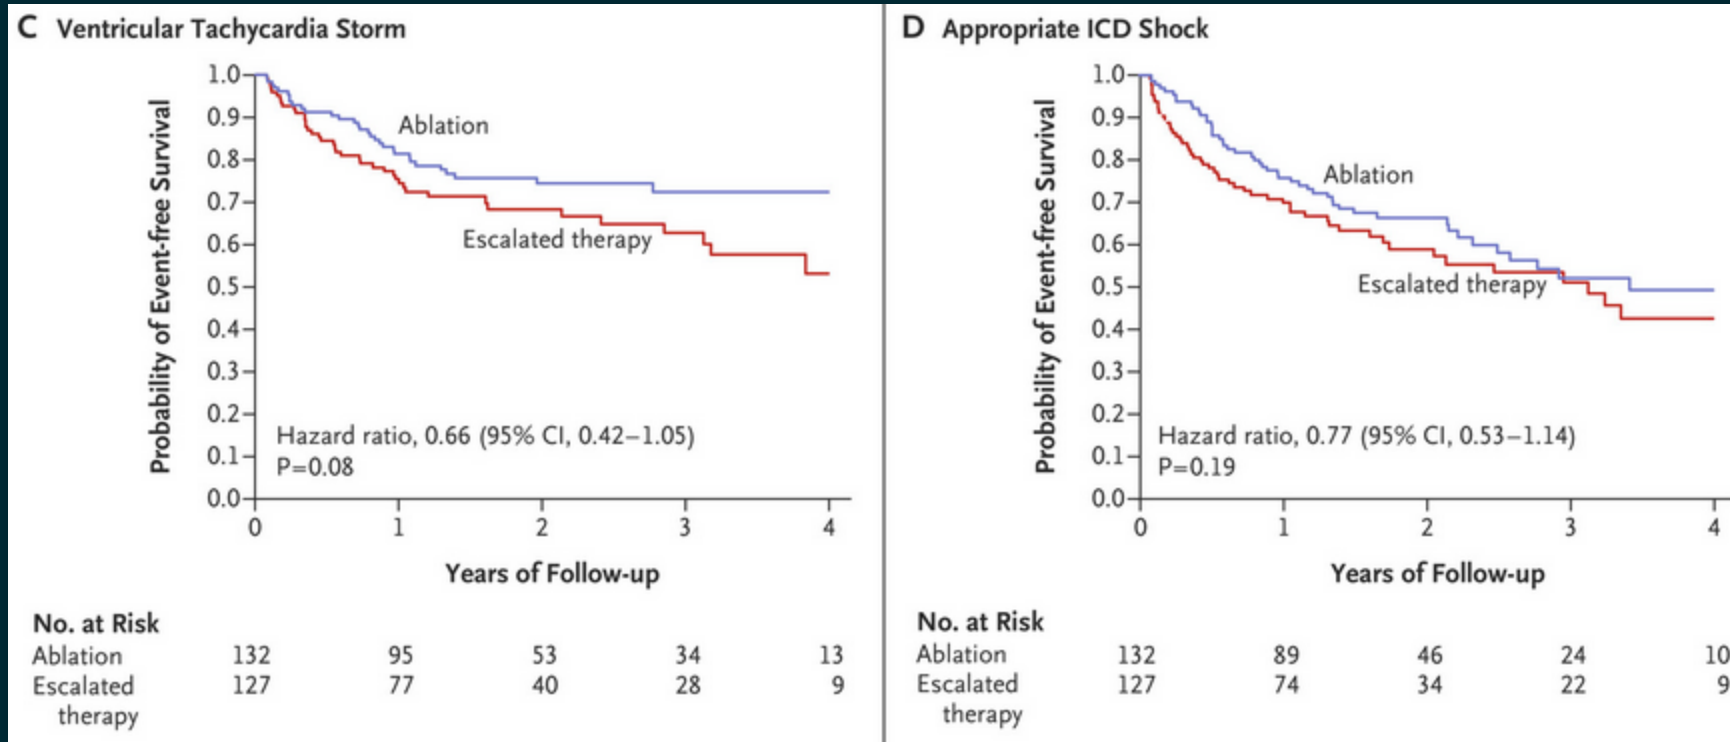 C Ventricular Tachycardia Storm
Probability of Event-free Survival
1.0
0.9
0.8
0.7
0.6
0.5
0.4
0.3
0.2
0.1
0.0
Ablation
Escalated therapy
Hazard ratio, 0.66 (95% CI, 0.42–1.05)
P=0.08
0 1 2 3 4
Years of Follow-up
No. at Risk
Ablation 132 95 53 34 13
Escalated 127 77 40 28 9
therapy
D Appropriate ICD Shock
Probability of Event-free Survival
1.0
0.9
0.8
0.7
0.6
0.5
0.4
0.3
0.2
0.1
0.0
Ablation
Escalated therapy
Hazard ratio, 0.77 (95% CI, 0.53–1.14)
P=0.19
0 1 2 3 4
Years of Follow-up
No. at Risk
Ablation 132 89 46 24 10
Escalated 127 74 34 22 9
therapy